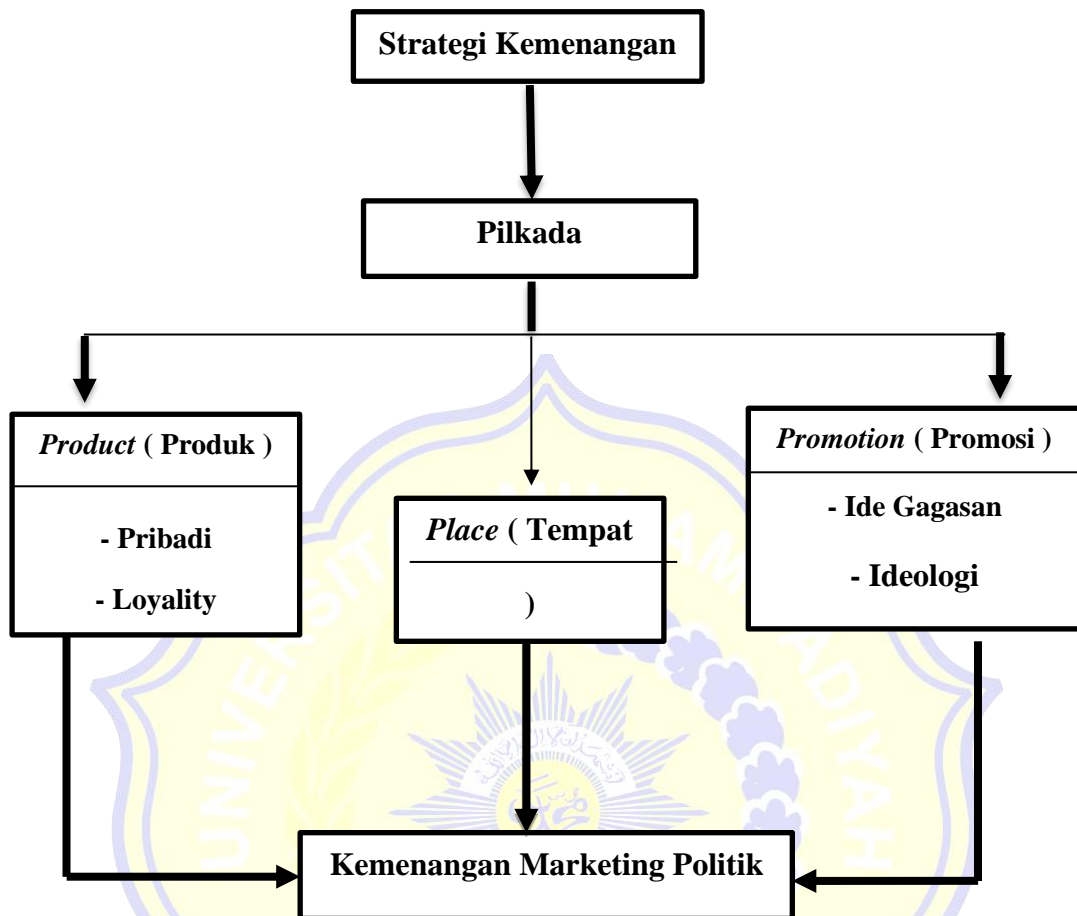 Strategi Kemenangan
Pilkada
Product ( Produk )
- Pribadi
- Loyality
Place ( Tempat
)
Promotion ( Promosi )
- Ide Gagasan
- Ideologi
Kemenangan Marketing Politik